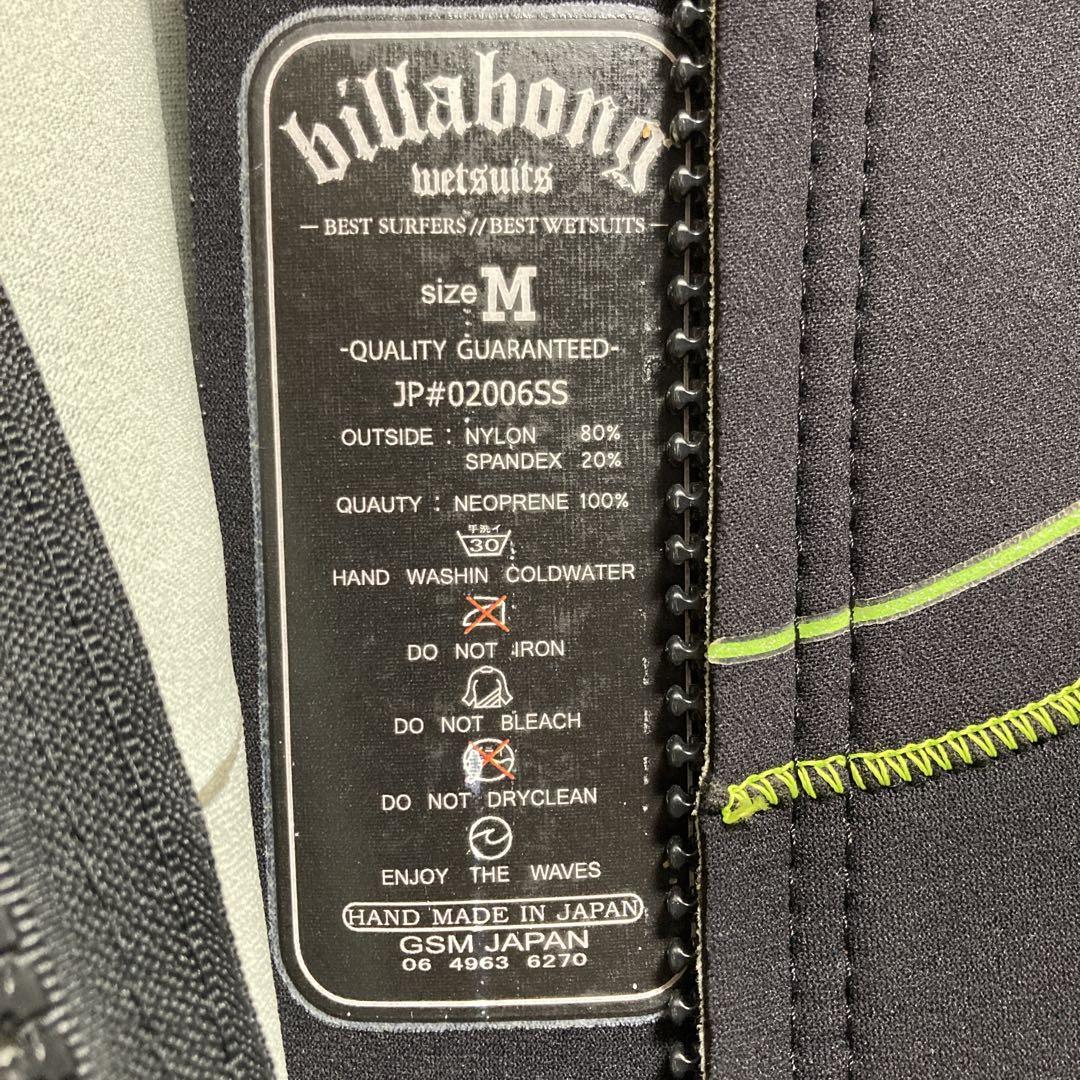 billabong
wetsuits
— BEST SURFERS // BEST WETSUITS —
size M
-QUALITY GUARANTEED-
JP#02006SS
OUTSIDE : NYLON 80%
SPANDEX 20%
QUAUTY : NEOPRENE 100%
手洗イ
30
HAND WASHIN COLDWATER
DO NOT IRON
DO NOT BLEACH
DO NOT DRYCLEAN
ENJOY THE WAVES
HAND MADE IN JAPAN
GSM JAPAN
06 4963 6270